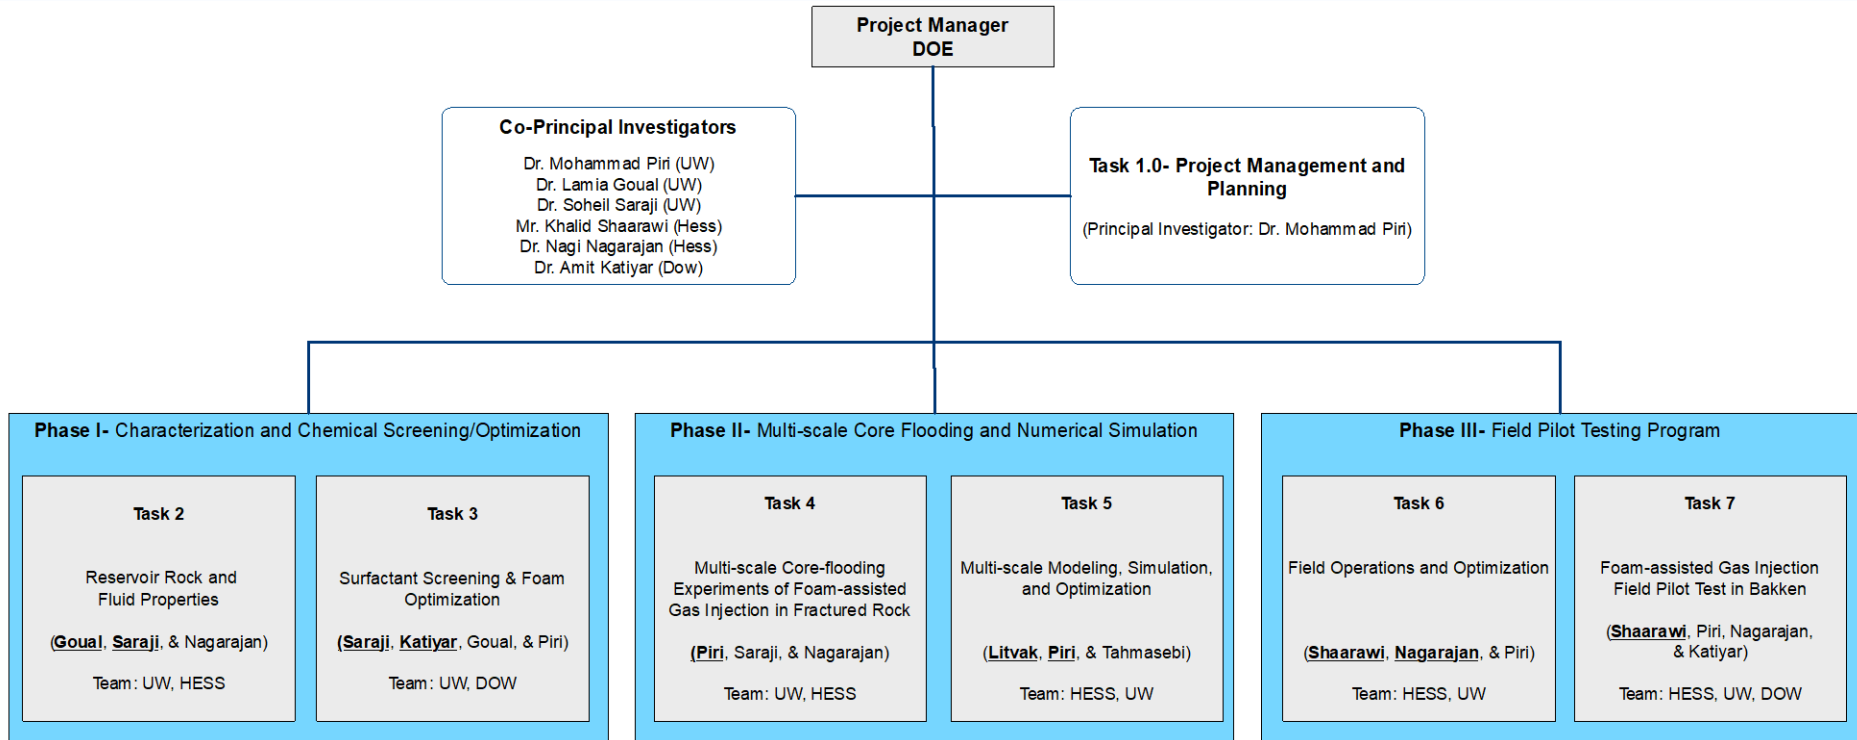 Project Manager
DOE
Co-Principal Investigators
Dr. Mohammad Piri (UW)
Dr. Lamia Goual (UW)
Dr. Soheil Saraji (UW)
Mr. Khalid Shaarawi (Hess)
Dr. Nagi Nagarajan (Hess)
Dr. Amit Katiyar (Dow)
Task 1.0- Project Management and
Planning
(Principal Investigator: Dr. Mohammad Piri)
Phase I- Characterization and Chemical Screening/Optimization
Task 2
Reservoir Rock and
Fluid Properties
(Goual, Saraji, & Nagarajan)
Team: UW, HESS
Task 3
Surfactant Screening & Foam
Optimization
(Saraji, Katiyar, Goual, & Piri)
Team: UW, DOW
Phase II- Multi-scale Core Flooding and Numerical Simulation
Task 4
Multi-scale Core-flooding
Experiments of Foam-assisted
Gas Injection in Fractured Rock
(Piri, Saraji, & Nagarajan)
Team: UW, HESS
Task 5
Multi-scale Modeling, Simulation,
and Optimization
(Litvak, Piri, & Tahmasebi)
Team: HESS, UW
Phase III- Field Pilot Testing Program
Task 6
Field Operations and Optimization
(Shaarawi, Nagarajan, & Piri)
Team: HESS, UW
Task 7
Foam-assisted Gas Injection
Field Pilot Test in Bakken
(Shaarawi, Piri, Nagarajan,
& Katiyar)
Team: HESS, UW, DOW